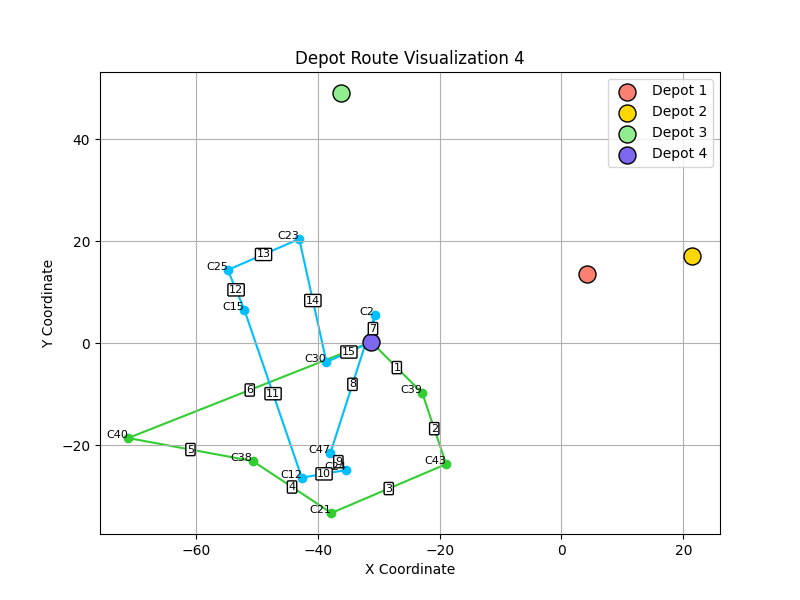 Depot Route Visualization 4
Depot 1
Depot 2
Depot 3
Depot 4
40
20
0
−20
−60
−40
−20
0
20
Y Coordinate
X Coordinate
C23
13
C25
12
C15
14
C2
7
C30
15
1
8
6
11
C39
2
C40
5
C38
C47
9
C12
10
4
C43
3
C21